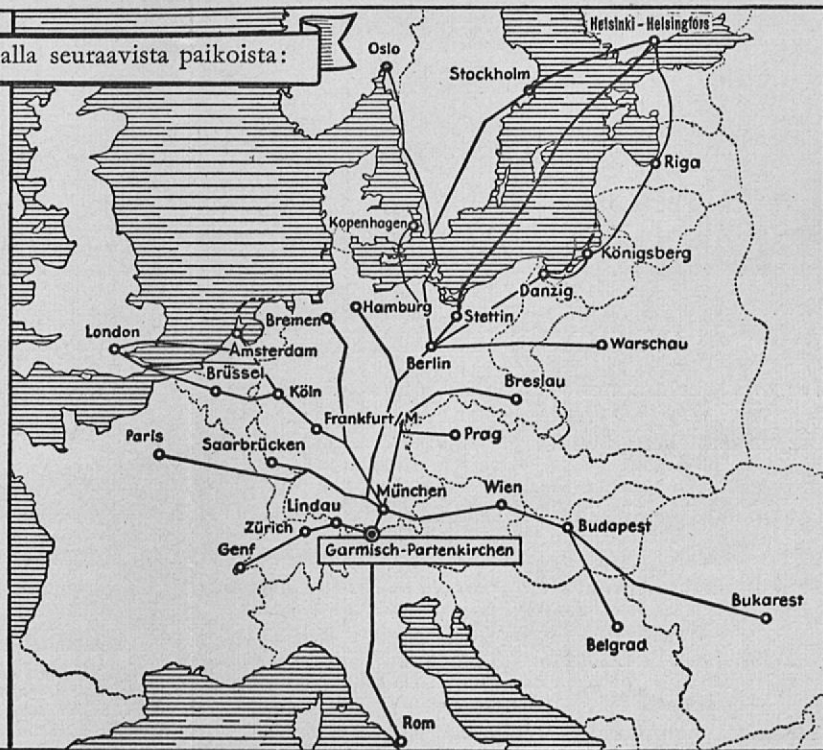 alla seuraavista paikoista:
Helsinki - Helsingfors
Oslo
Stockholm
Riga
Kopenhagen
Königsberg
Danzig
Hamburg
Bremen
Stettin
London
Amsterdam
Berlin
Warschau
Brüssel
Köln
Breslau
Frankfurt/M.
Prag
Paris
Saarbrücken
München
Wien
Lindau
Zürich
Budapest
Genf
Garmisch-Partenkirchen
Bukarest
Belgrad
Rom